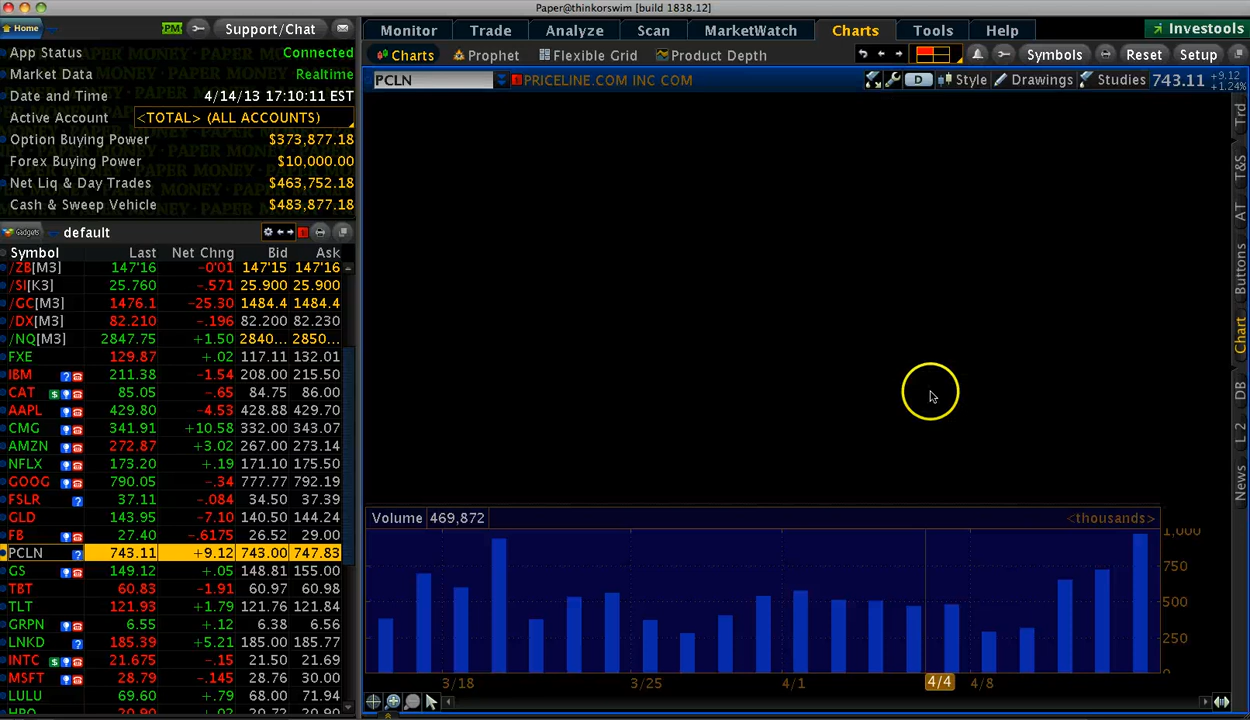 Paper@thinkorswim [build 1838.12]
Home PM Support/Chat
App Status Connected
Market Data Realtime
Date and Time 4/14/13 17:10:11 EST
Active Account <TOTAL> (ALL ACCOUNTS)
Option Buying Power $373,877.18
Forex Buying Power $10,000.00
Net Liq & Day Trades $463,752.18
Cash & Sweep Vehicle $483,877.18
Gadgets default
Symbol Last Net Chng Bid Ask
/ZB[M3] 147'16 -0'01 147'15 147'16
/SI[K3] 25.760 -.571 25.900 25.900
/GC[M3] 1476.1 -25.30 1484.4 1484.4
/DX[M3] 82.210 -.196 82.200 82.230
/NQ[M3] 2847.75 +1.50 2840... 2850...
FXE 129.87 +.02 117.11 132.01
IBM 211.38 -1.54 208.00 215.50
CAT 85.05 -.65 84.75 86.00
AAPL 429.80 -4.53 428.88 429.70
CMG 341.91 +10.58 332.00 343.07
AMZN 272.87 +3.02 267.00 273.14
NFLX 173.20 +.19 171.10 175.50
GOOG 790.05 -.34 777.77 792.19
FSLR 37.11 -.084 34.50 37.39
GLD 143.95 -7.10 140.50 144.24
FB 27.40 -.6175 26.52 29.00
PCLN 743.11 +9.12 743.00 747.83
GS 149.12 +.05 148.81 155.00
TBT 60.83 -1.91 60.97 60.98
TLT 121.93 +1.79 121.76 121.84
GRPN 6.55 +.12 6.38 6.56
LNKD 185.39 +5.21 185.00 185.77
INTC 21.675 -.15 21.50 21.69
MSFT 28.79 -.145 28.76 30.00
LULU 69.60 +.79 68.00 71.94
HPQ 20.90
Monitor Trade Analyze Scan MarketWatch Charts Tools Help Investools
Charts Prophet Flexible Grid Product Depth Symbols Reset Setup
PCLN PRICELINE.COM INC COM D Style Drawings Studies 743.11 +9.12
+1.24%
Trd
T&S
AT
Buttons
Chart
DB
L 2
News
Volume 469,872 <thousands>
1,000
750
500
250
0
3/18 3/25 4/1 4/4 4/8